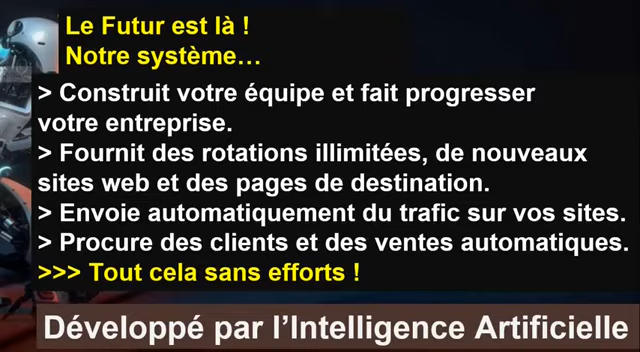 Le Futur est là !
Notre système…
> Construit votre équipe et fait progresser
votre entreprise.
> Fournit des rotations illimitées, de nouveaux
sites web et des pages de destination.
> Envoie automatiquement du trafic sur vos sites.
> Procure des clients et des ventes automatiques.
>>> Tout cela sans efforts !
Développé par l’Intelligence Artificielle